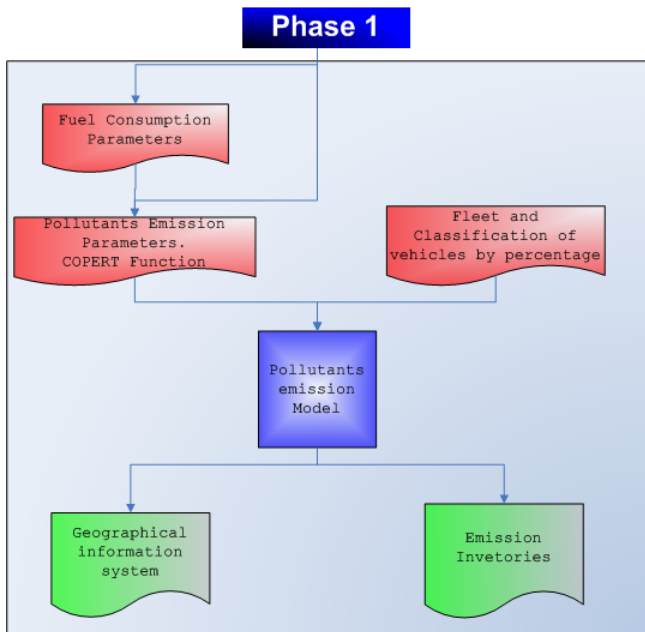 Phase 1
Fuel Consumption
Parameters
Pollutants Emission
Parameters.
COPERT Function
Fleet and
Classification of
vehicles by percentage
Pollutants
emission
Model
Geographical
information
system
Emission
Invetories